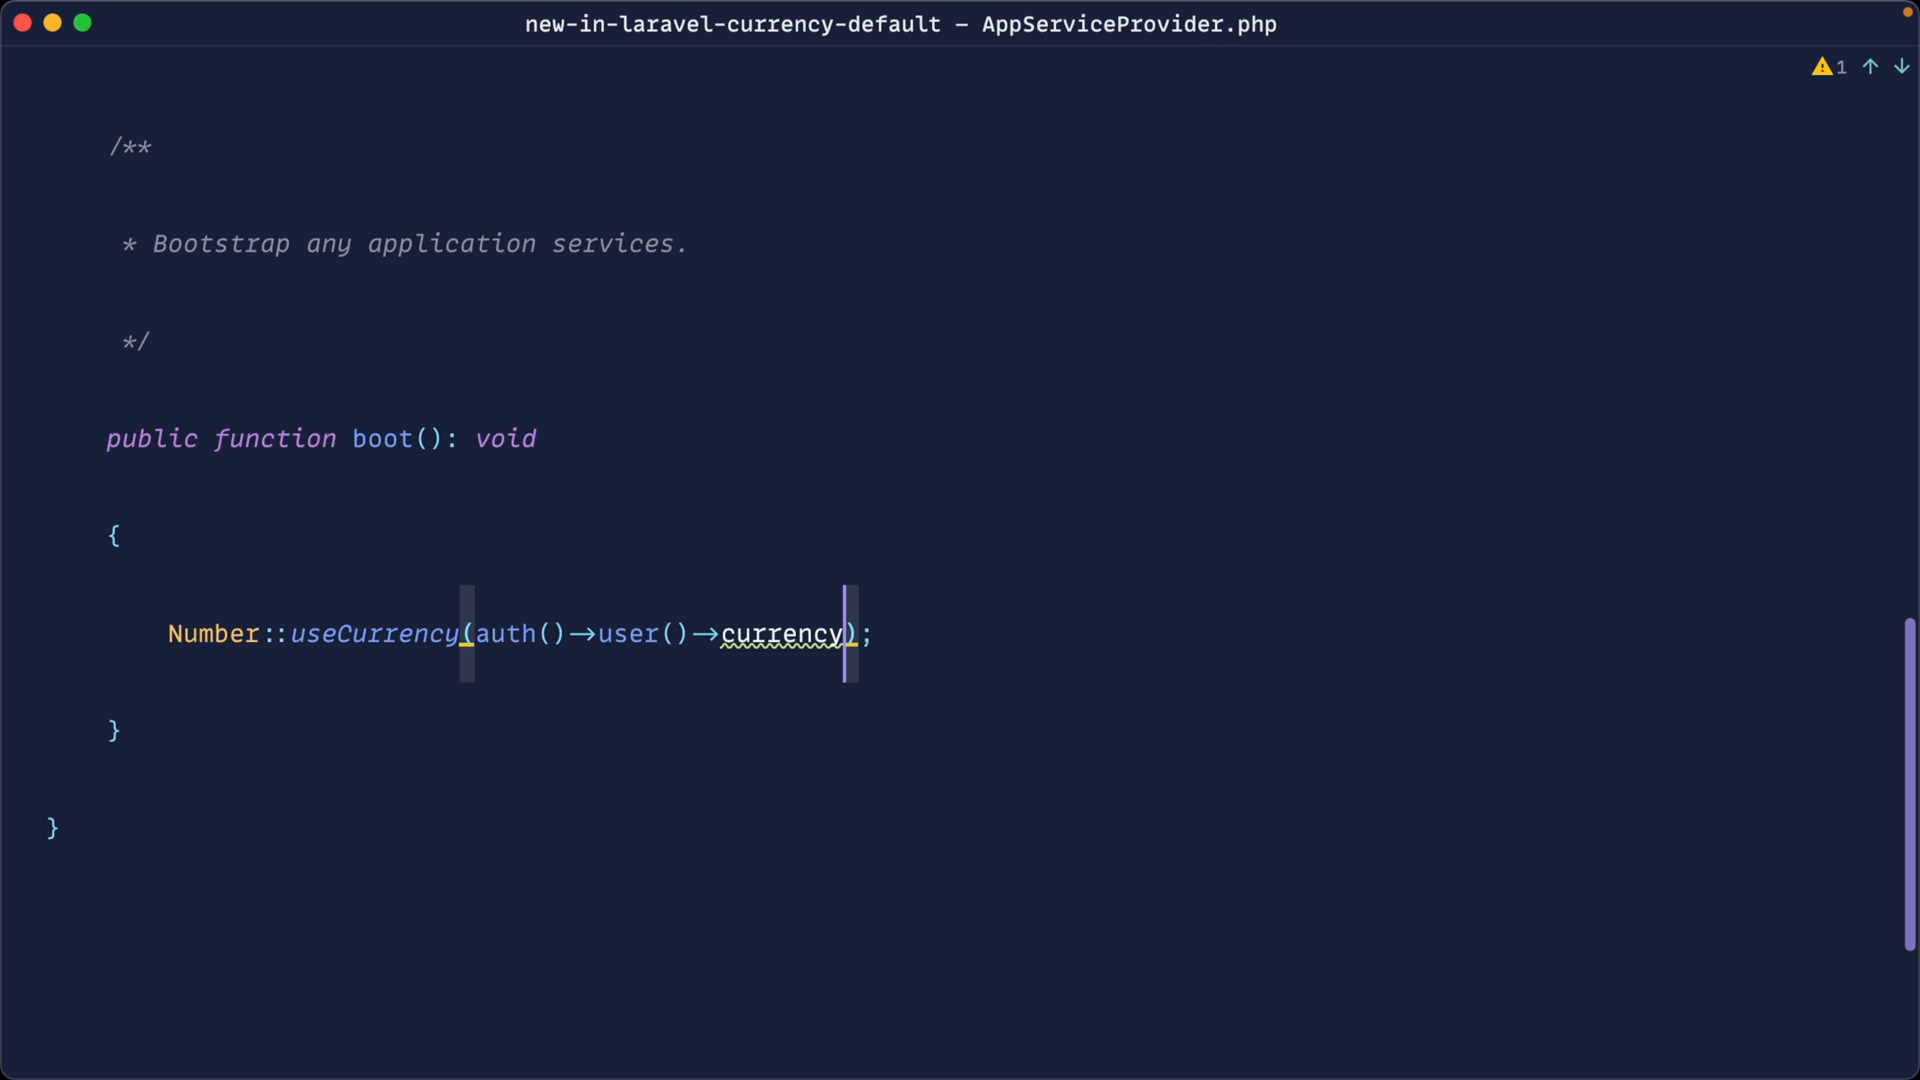 new-in-laravel-currency-default – AppServiceProvider.php
1
/**
* Bootstrap any application services.
*/
public function boot(): void
{
Number::useCurrency(auth()->user()->currency);
}
}